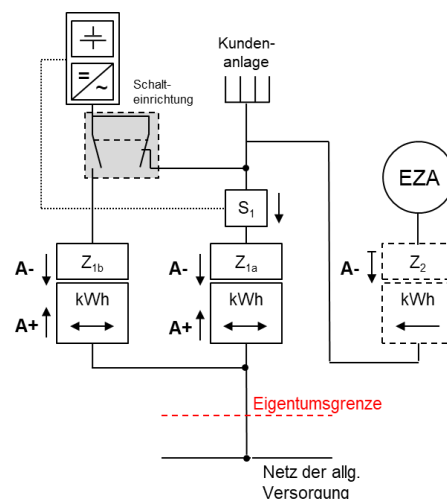 Kunden-
anlage
Schalt-
einrichtung
=
~
EZA
S1
Z1b
Z1a
Z2
A-
A-
A-
kWh
kWh
kWh
A+
A+
Eigentumsgrenze
Netz der allg.
Versorgung